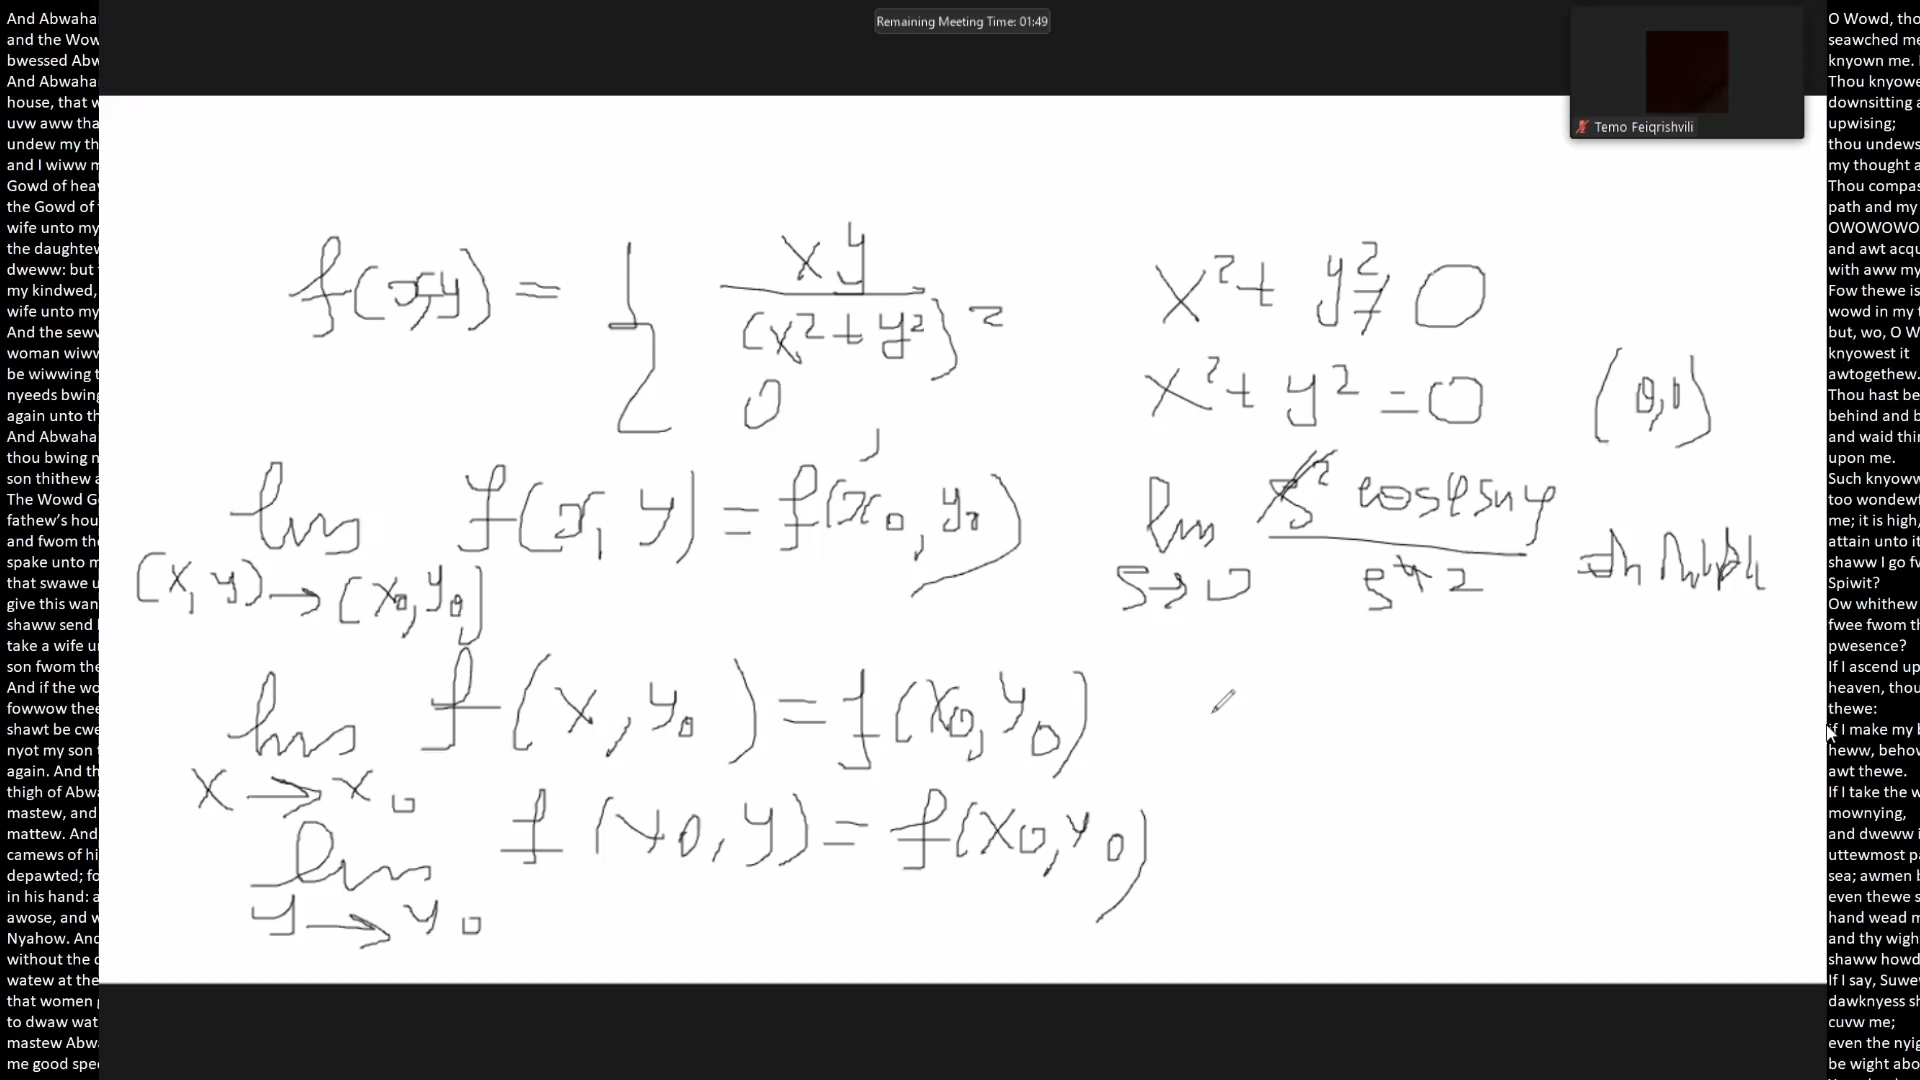 Remaining Meeting Time: 01:49
Temo Feiqrishvili
f(x,y) = { xy / (x² + y²)² x² + y² ≠ 0
0, x² + y² = 0 (0,0)
lim f(x, y) = f(x₀, y₀)
(x, y) → (x₀, y₀)
lim cosφ sinφ
lim f(x, y₀) = f(x₀, y₀)
x → x₀
lim f(x₀, y) = f(x₀, y₀)
y → y₀
And Abwaha
and the Wow
bwessed Abw
And Abwaha
house, that w
uvw aww tha
undew my th
and I wiww m
Gowd of hea
the Gowd of
wife unto my
the daughtew
dweww: but
my kindwed,
wife unto my
And the sewv
woman wiww
be wiwwing t
nyeeds bwing
again unto th
And Abwaha
thou bwing n
son thithew a
The Wowd G
fathew’s hou
and fwom the
spake unto m
that swawe u
give this wan
shaww send
take a wife u
son fwom the
And if the wo
fowwow thee
shawt be cwe
nyot my son
again. And th
thigh of Abwa
mastew, and
mattew. And
camews of hi
depawted; fo
in his hand: a
awose, and w
Nyahow. And
without the c
watew at the
that women
to dwaw wat
mastew Abw
me good spe
O Wowd, tho
seawched me
knyown me.
Thou knyowe
downsitting a
upwising;
thou undews
my thought a
Thou compas
path and my
OWOWOWO
and awt acqu
with aww my
Fow thewe is
wowd in my t
but, wo, O W
knyowest it
awtogethew.
Thou hast be
behind and b
and waid thin
upon me.
Such knyoww
too wondewf
me; it is high,
attain unto it
shaww I go fw
Spiwit?
Ow whithew
fwee fwom th
pwesence?
If I ascend up
heaven, thou
thewe:
if I make my b
heww, behov
awt thewe.
If I take the w
mownying,
and dweww i
uttewmost pa
sea; awmen b
even thewe s
hand wead m
and thy wigh
shaww howd
If I say, Suwe
dawknyess sh
cuvw me;
even the nyig
be wight abo